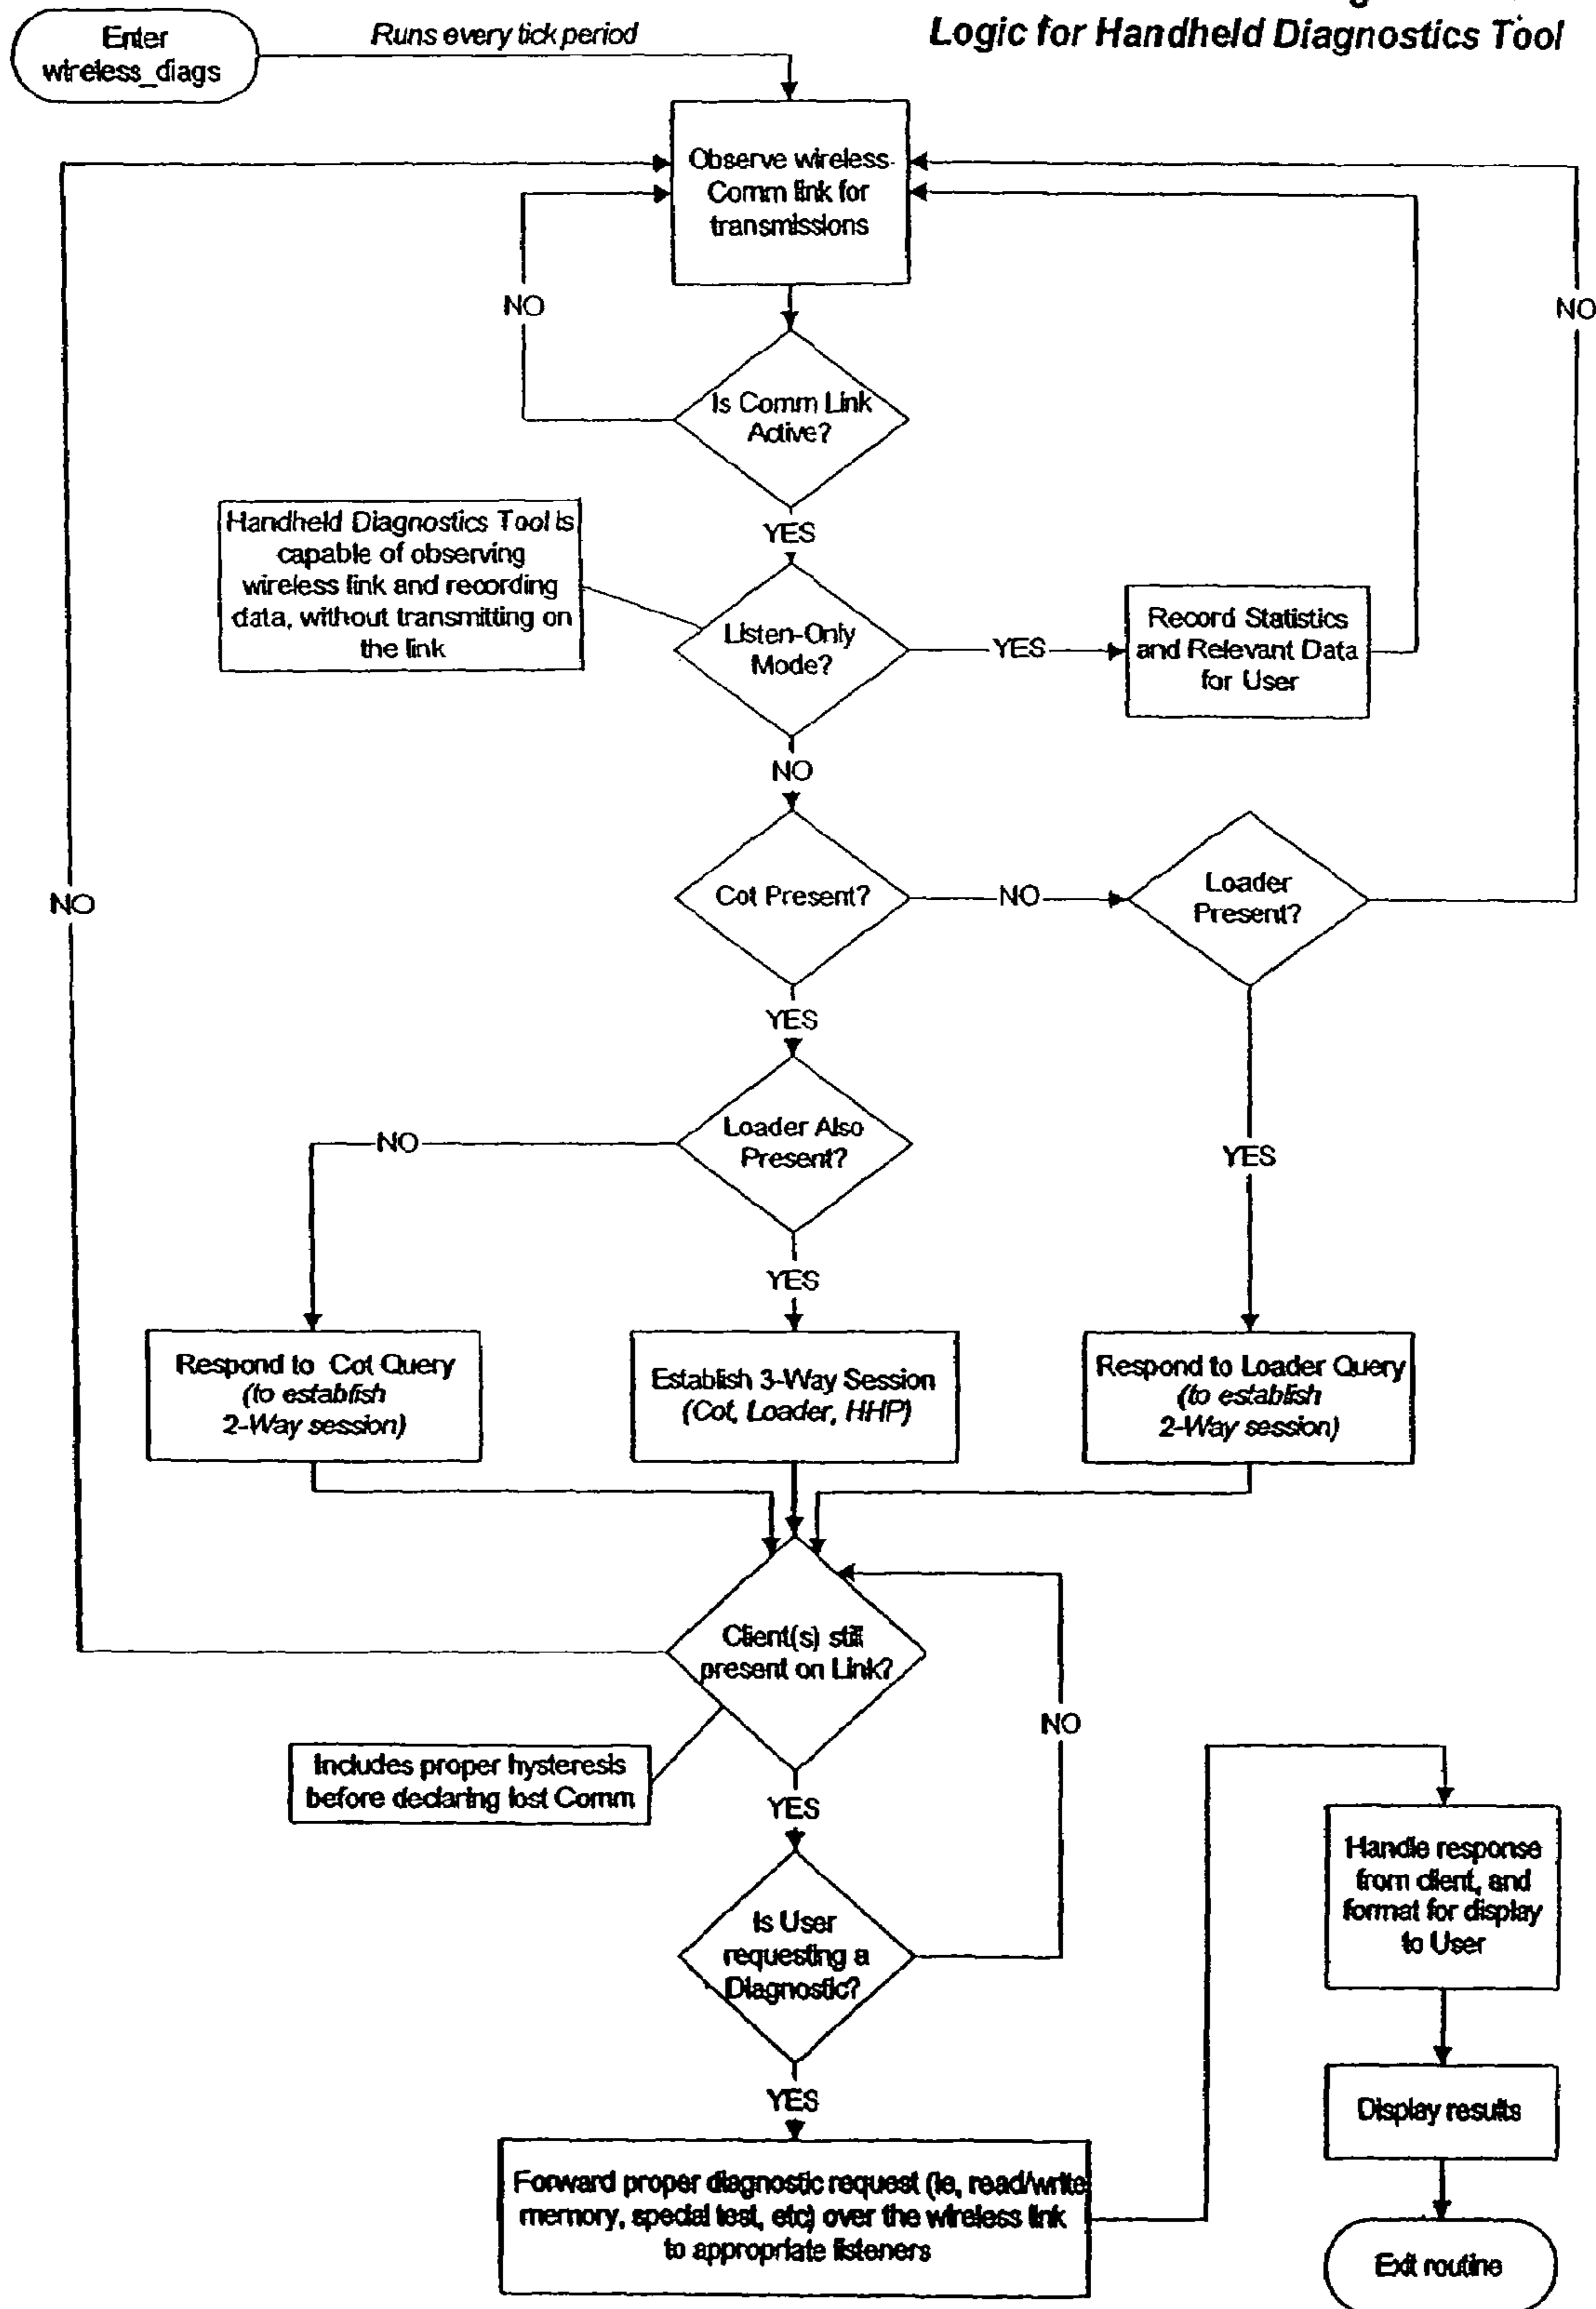 Logic for Handheld Diagnostics Tool
Enter
wireless_diags
Runs every tick period
Observe wireless
Comm link for
transmissions
NO
NO
Is Comm Link
Active?
YES
Handheld Diagnostics Tool is
capable of observing
wireless link and recording
data, without transmitting on
the link
Listen-Only
Mode?
YES
Record Statistics
and Relevant Data
for User
NO
Cot Present?
NO
Loader
Present?
NO
YES
Loader Also
Present?
NO
YES
YES
Respond to Cot Query
(to establish
2-Way session)
Establish 3-Way Session
(Cot, Loader, HHP)
Respond to Loader Query
(to establish
2-Way session)
Client(s) still
present on Link?
NO
Includes proper hysteresis
before declaring lost Comm
YES
Is User
requesting a
Diagnostic?
Handle response
from client, and
format for display
to User
YES
Display results
Forward proper diagnostic request (ie, read/write
memory, special test, etc) over the wireless link
to appropriate listeners
Exit routine